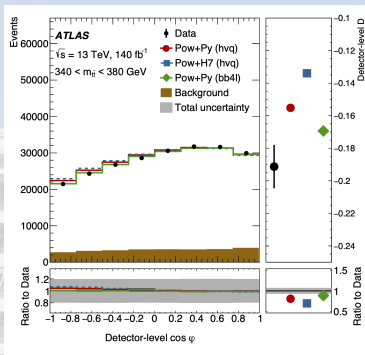 Events
60000
50000
40000
30000
20000
10000
0
ATLAS
√s = 13 TeV, 140 fb⁻¹
340 < m_tt̄ < 380 GeV
Data
Pow+Py (hvq)
Pow+H7 (hvq)
Pow+Py (bb4l)
Background
Total uncertainty
−0.1
−0.12
−0.14
−0.16
−0.18
−0.2
−0.22
−0.24
Detector-level D
Ratio to Data
1.2
1
0.8
−1 −0.8 −0.6 −0.4 −0.2 0 0.2 0.4 0.6 0.8 1
Detector-level cos φ
1.5
1
0.5
Ratio to Data